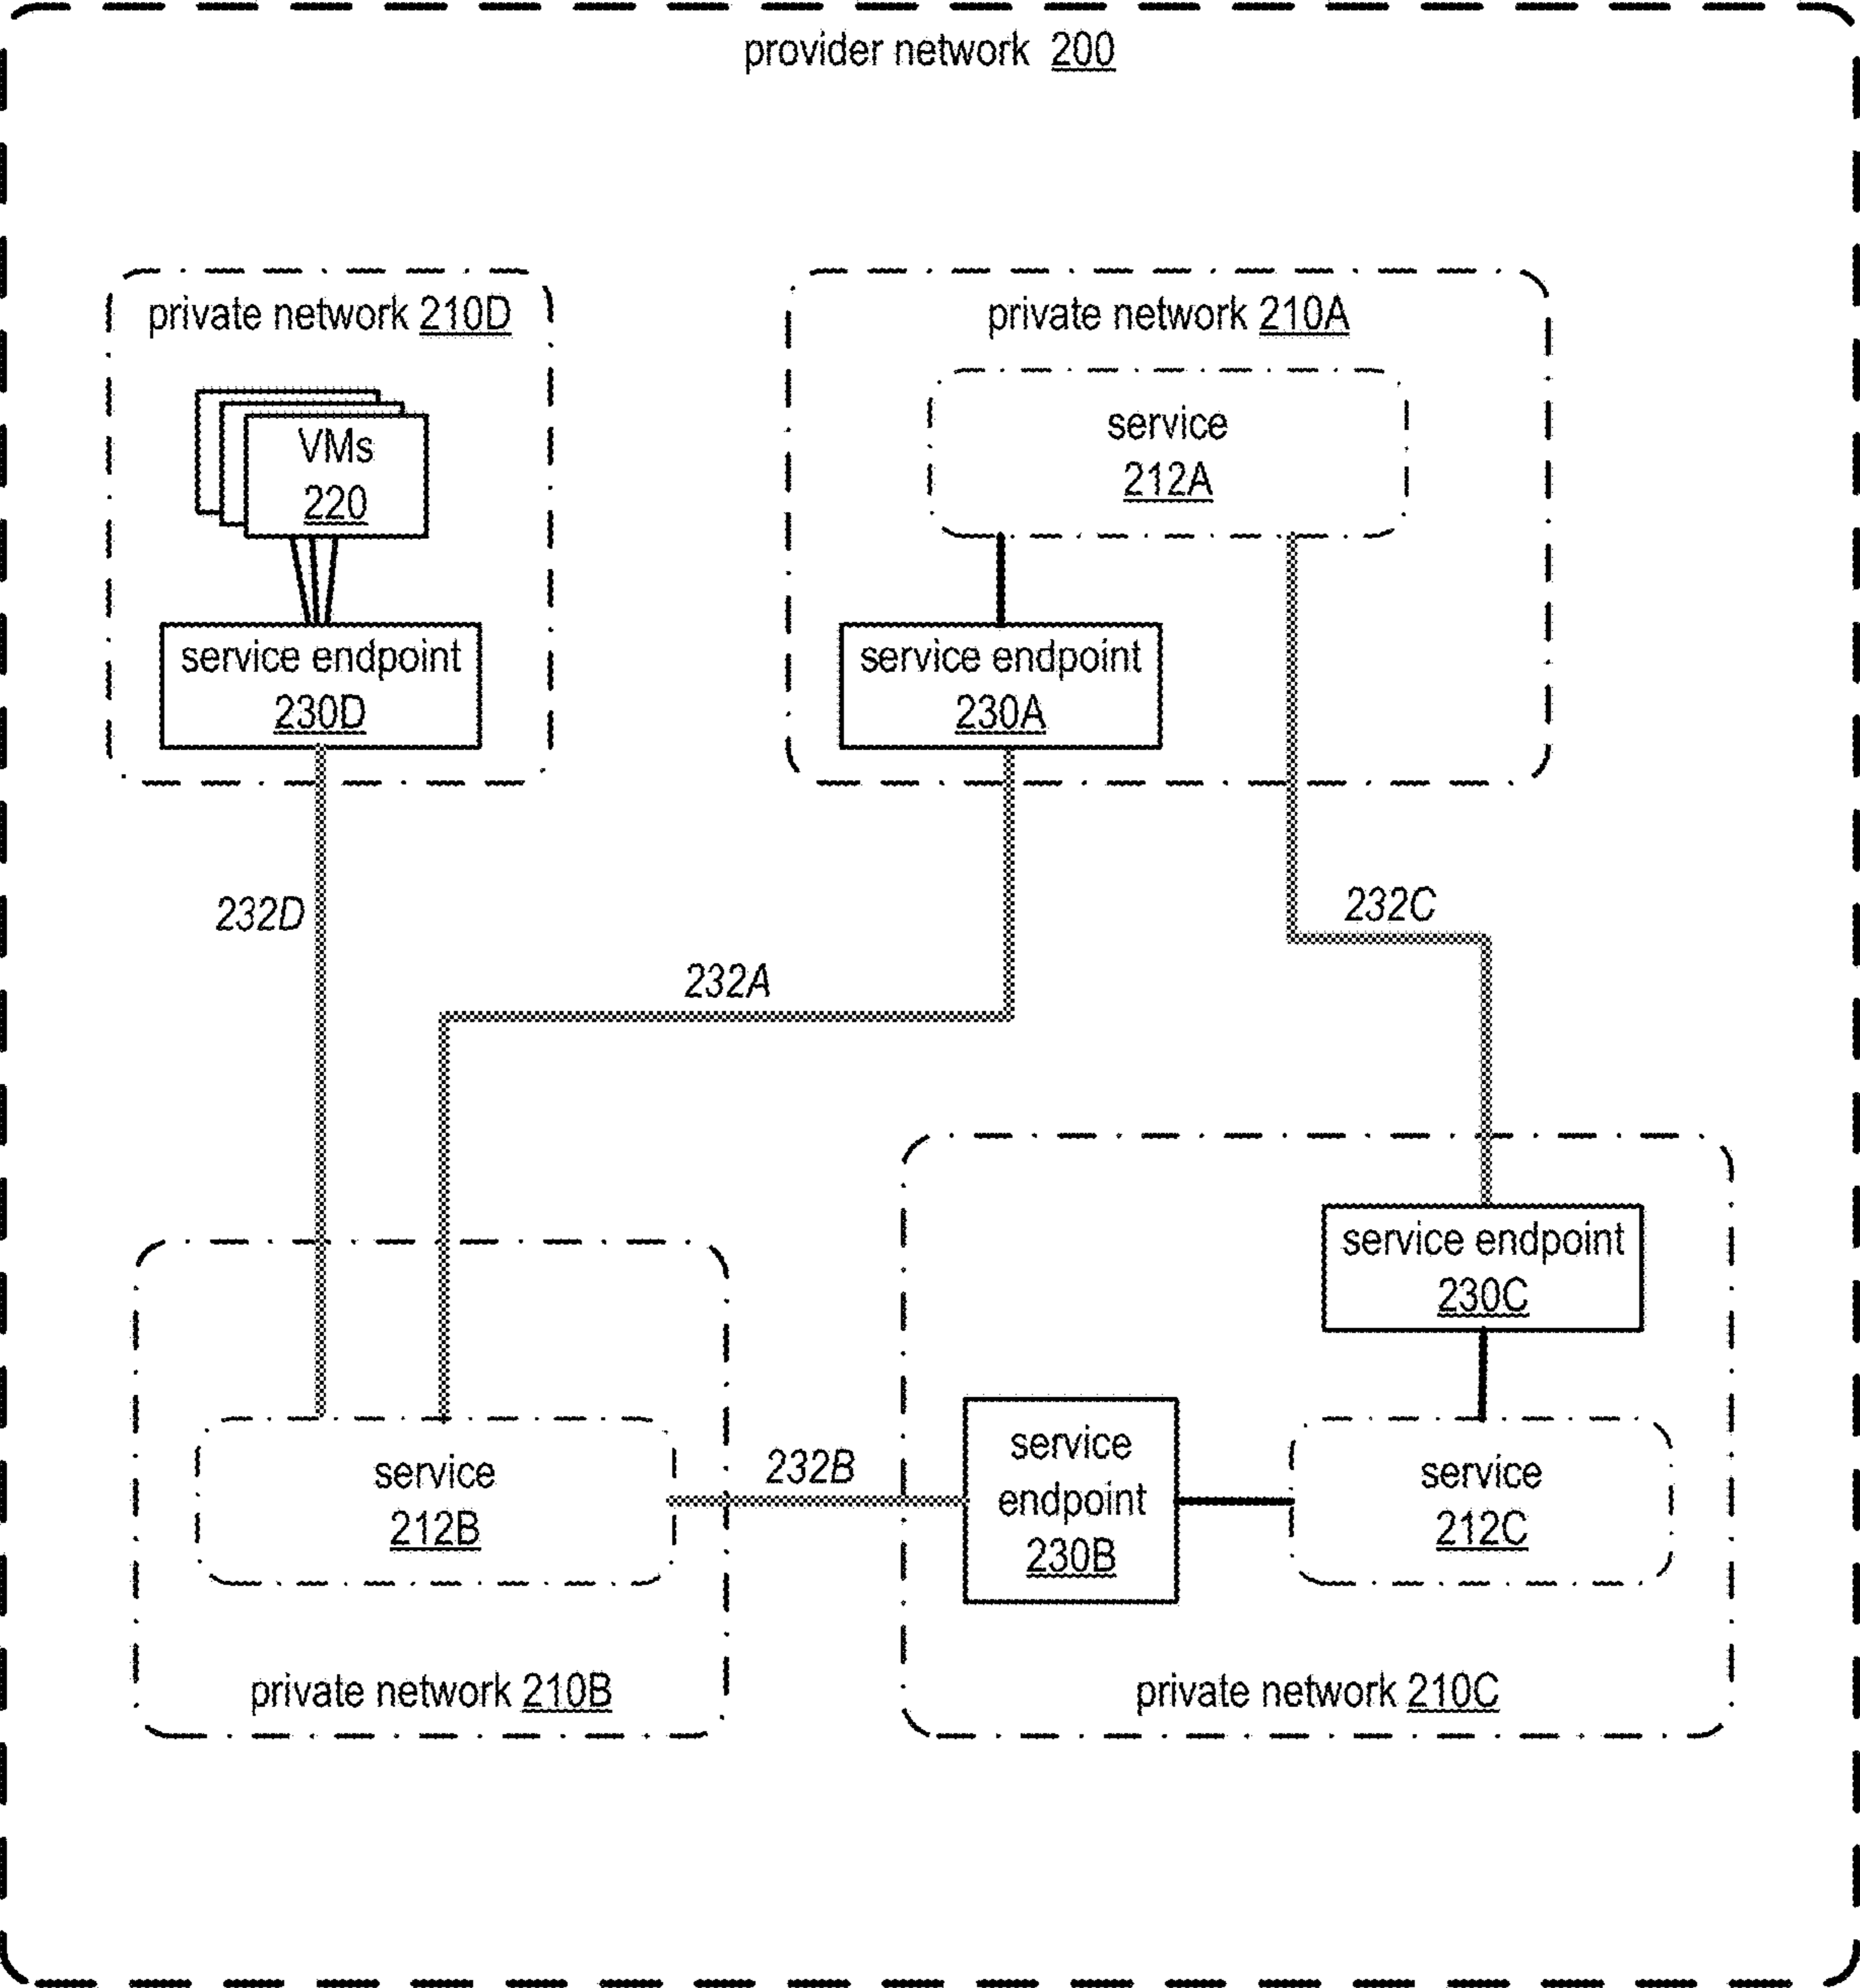 provider network 200
private network 210D
VMs
220
service endpoint
230D
private network 210A
service
212A
service endpoint
230A
232D
232A
232C
service endpoint
230C
service
212B
232B
service
endpoint
230B
service
212C
private network 210B
private network 210C